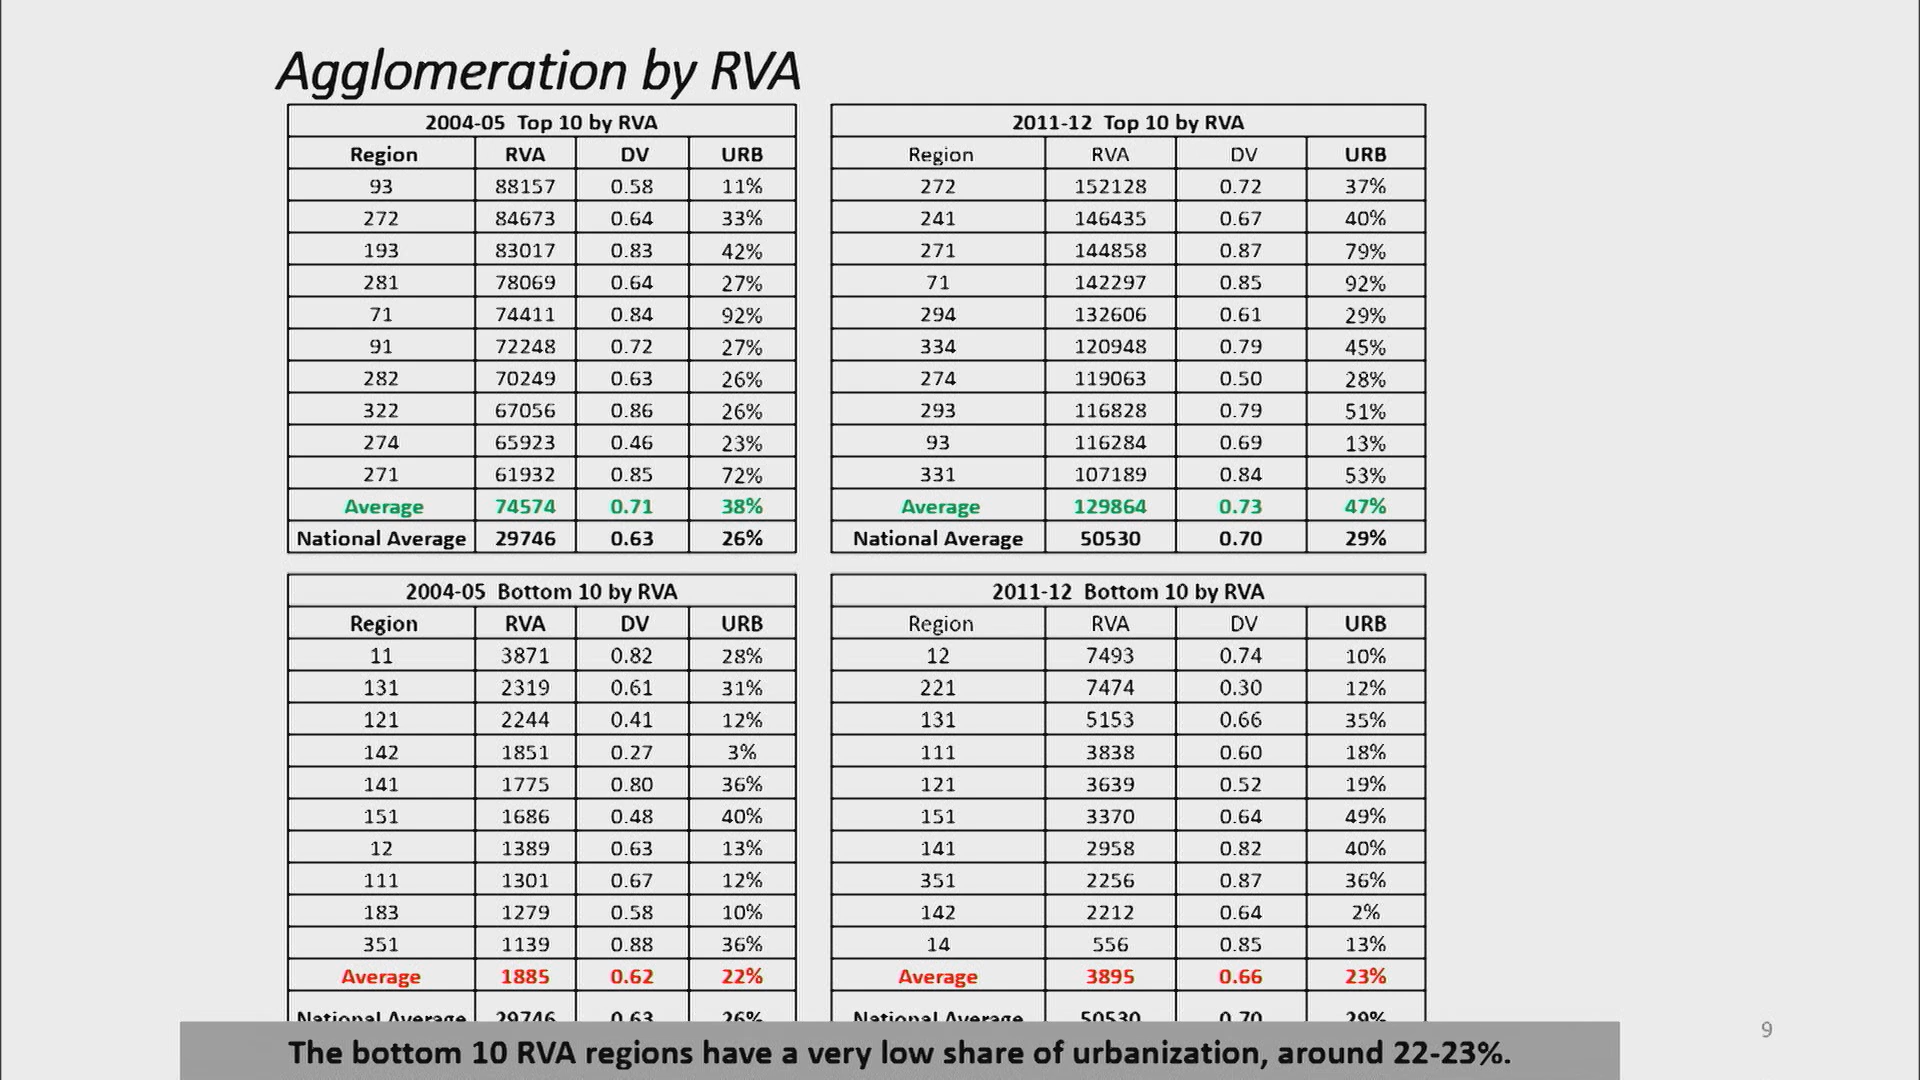 Agglomeration by RVA
2004-05 Top 10 by RVA
Region RVA DV URB
93 88157 0.58 11%
272 84673 0.64 33%
193 83017 0.83 42%
281 78069 0.64 27%
71 74411 0.84 92%
91 72248 0.72 27%
282 70249 0.63 26%
322 67056 0.86 26%
274 65923 0.46 23%
271 61932 0.85 72%
Average 74574 0.71 38%
National Average 29746 0.63 26%
2011-12 Top 10 by RVA
Region RVA DV URB
272 152128 0.72 37%
241 146435 0.67 40%
271 144858 0.87 79%
71 142297 0.85 92%
294 132606 0.61 29%
334 120948 0.79 45%
274 119063 0.50 28%
293 116828 0.79 51%
93 116284 0.69 13%
331 107189 0.84 53%
Average 129864 0.73 47%
National Average 50530 0.70 29%
2004-05 Bottom 10 by RVA
Region RVA DV URB
11 3871 0.82 28%
131 2319 0.61 31%
121 2244 0.41 12%
142 1851 0.27 3%
141 1775 0.80 36%
151 1686 0.48 40%
12 1389 0.63 13%
111 1301 0.67 12%
183 1279 0.58 10%
351 1139 0.88 36%
Average 1885 0.62 22%
National Average 29746 0.63 26%
2011-12 Bottom 10 by RVA
Region RVA DV URB
12 7493 0.74 10%
221 7474 0.30 12%
131 5153 0.66 35%
111 3838 0.60 18%
121 3639 0.52 19%
151 3370 0.64 49%
141 2958 0.82 40%
351 2256 0.87 36%
142 2212 0.64 2%
14 556 0.85 13%
Average 3895 0.66 23%
National Average 50530 0.70 29%
The bottom 10 RVA regions have a very low share of urbanization, around 22-23%.
9